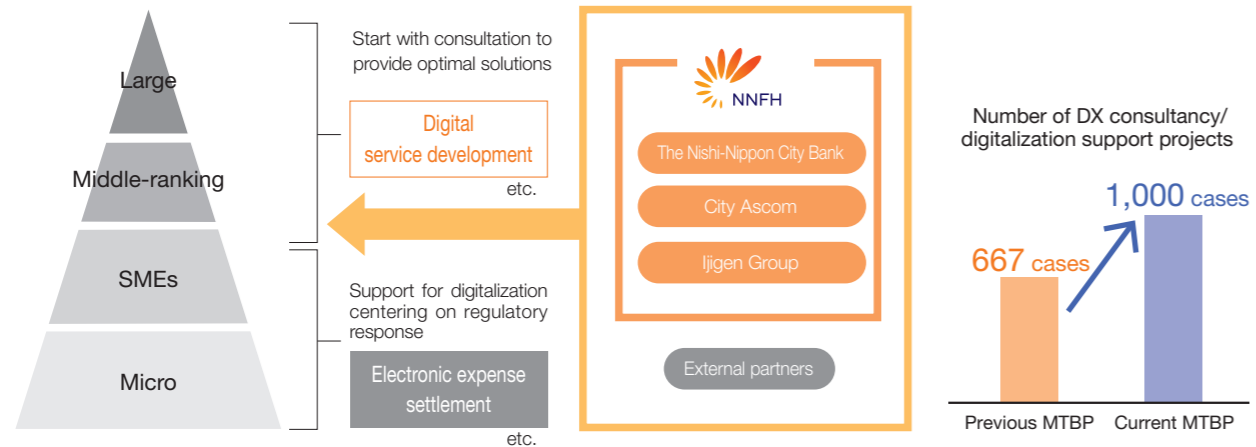 Large
Middle-ranking
SMEs
Micro
Start with consultation to
provide optimal solutions
Digital
service development
etc.
Support for digitalization
centering on regulatory
response
Electronic expense
settlement
etc.
NNFH
The Nishi-Nippon City Bank
City Ascom
Ijigen Group
External partners
Number of DX consultancy/
digitalization support projects
667 cases
1,000 cases
Previous MTBP
Current MTBP